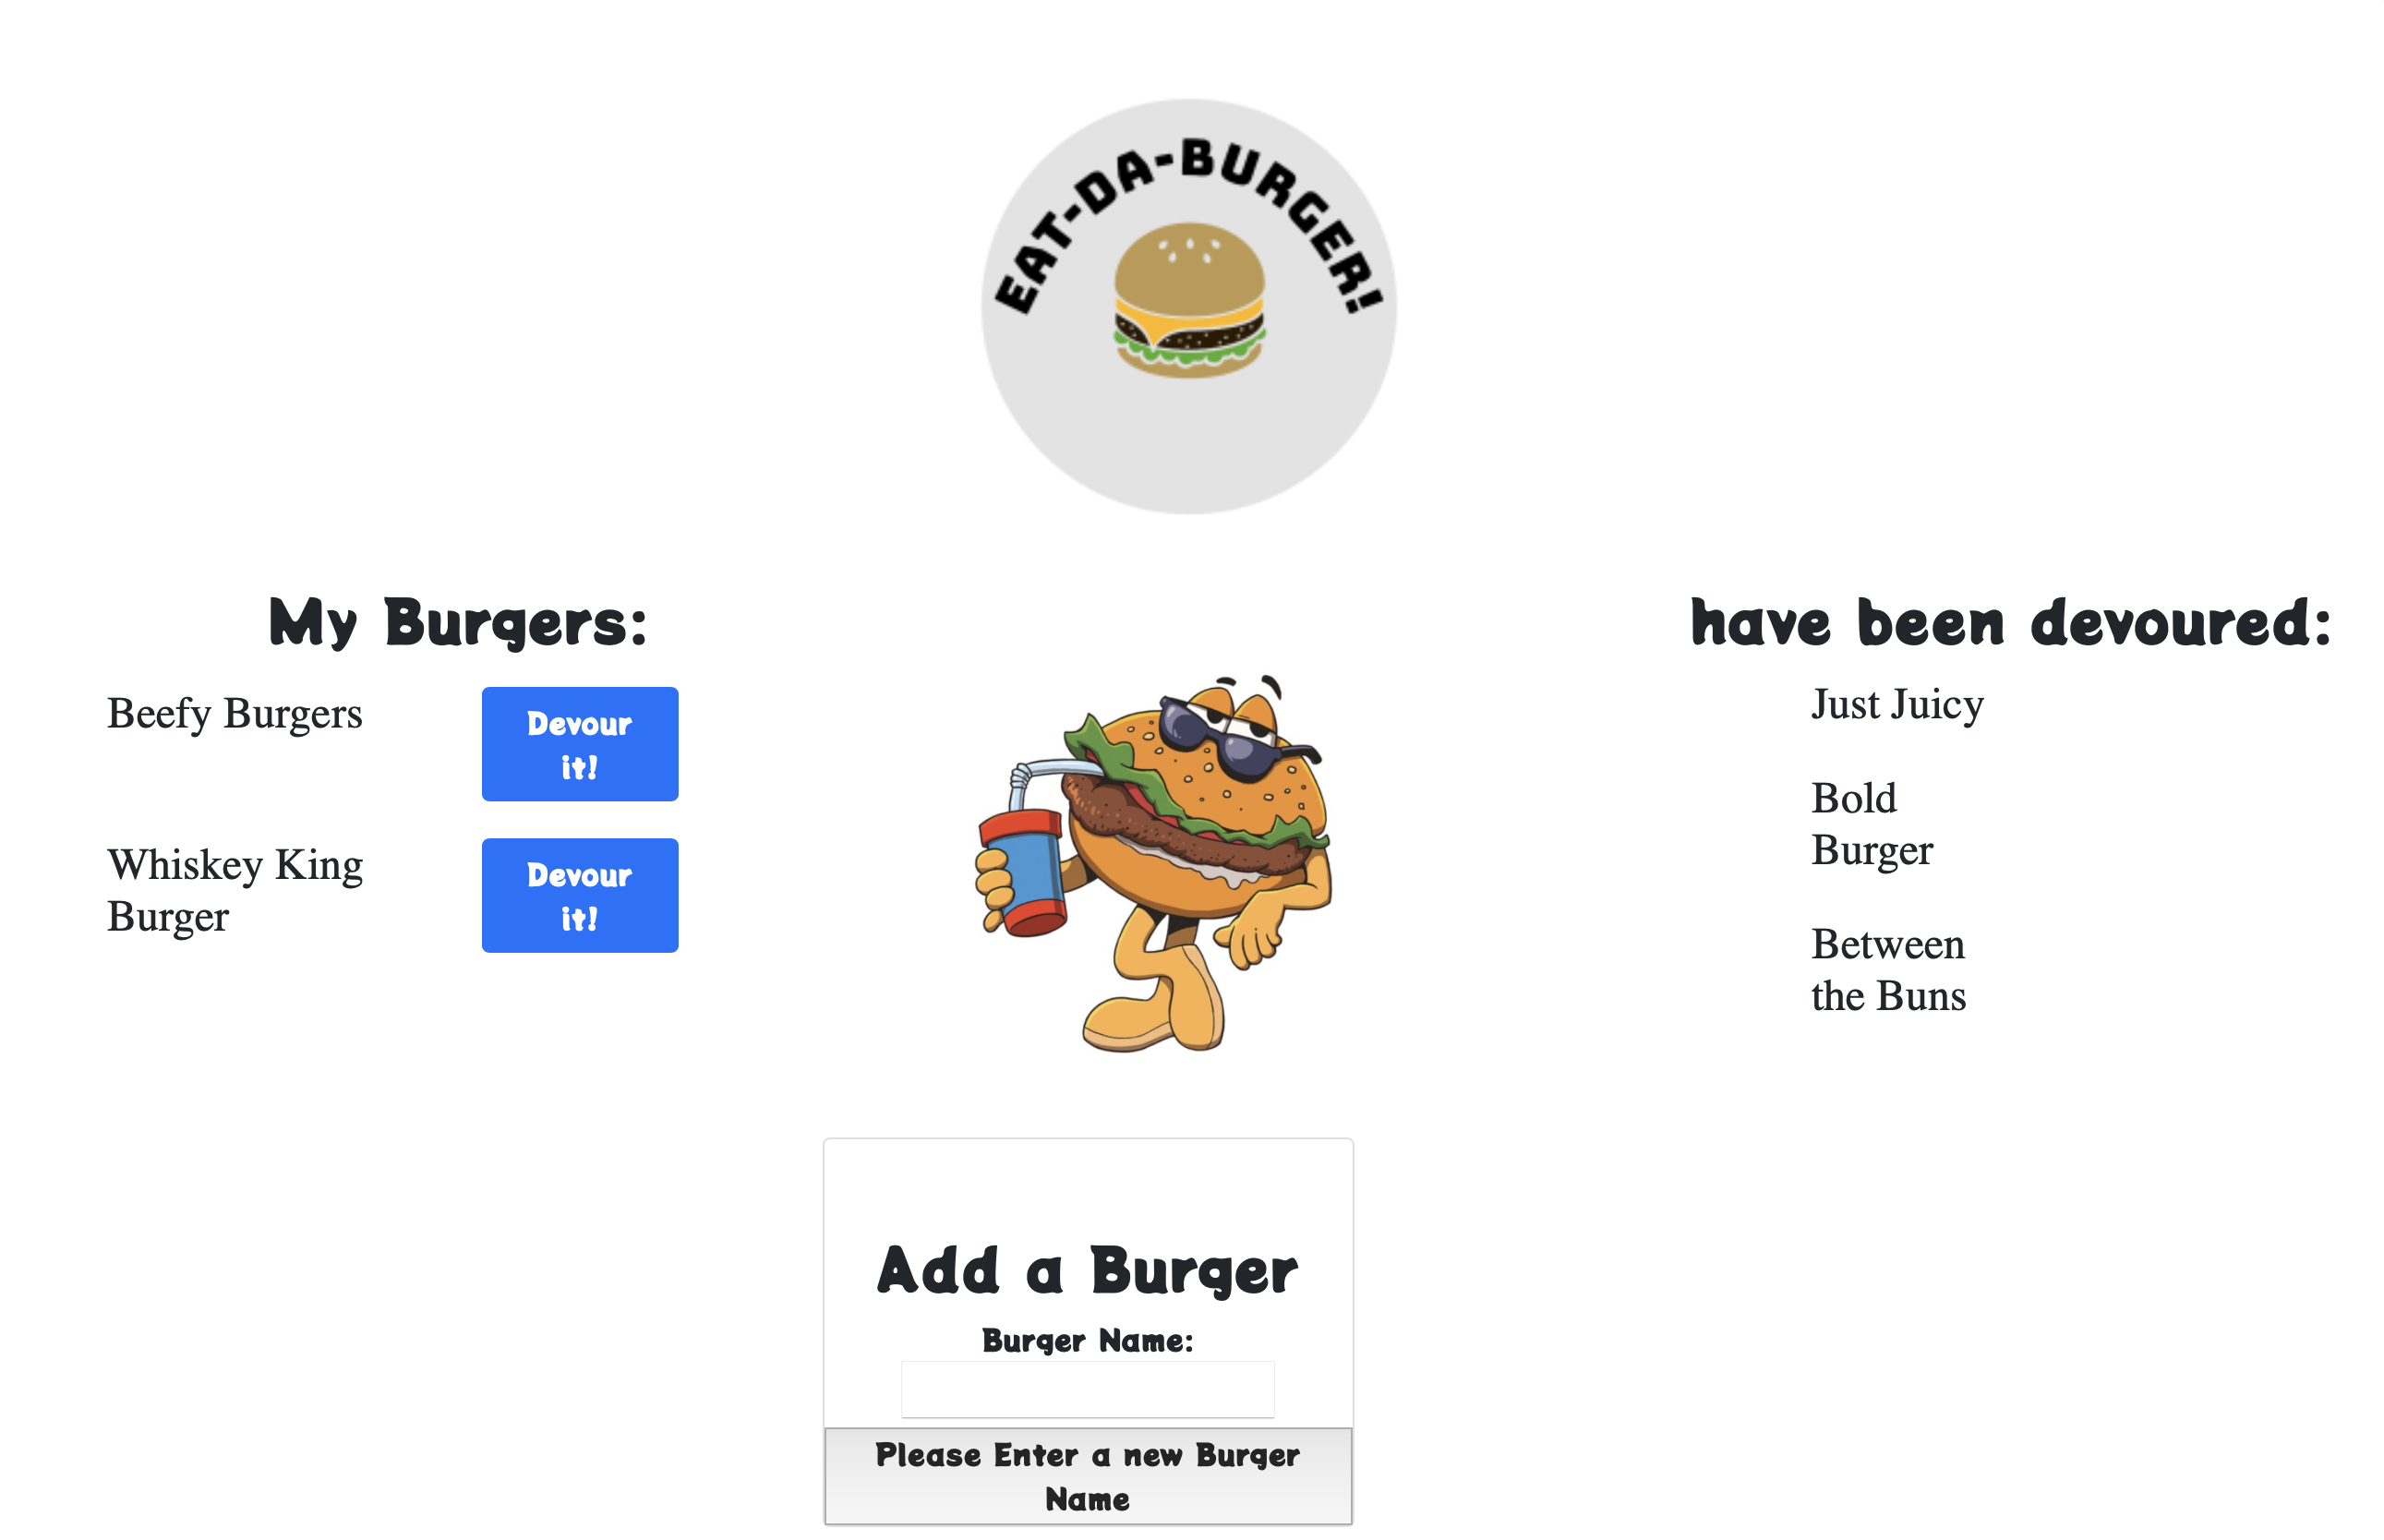 EAT-DA-BURGER!
My Burgers:
Beefy Burgers
Devour
it!
Whiskey King
Burger
Devour
it!
have been devoured:
Just Juicy
Bold
Burger
Between
the Buns
Add a Burger
Burger Name:
Please Enter a new Burger
Name